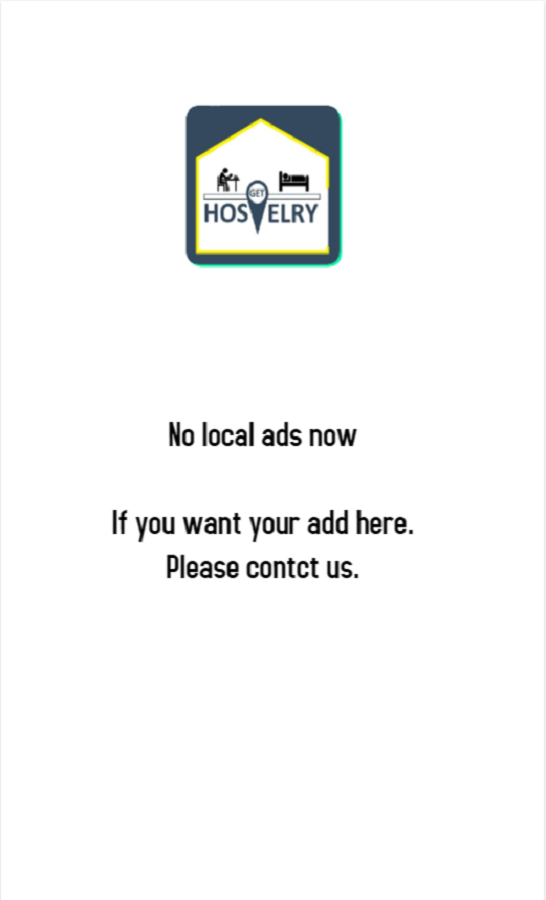 GET
HOSTELRY
No local ads now
If you want your add here.
Please contct us.